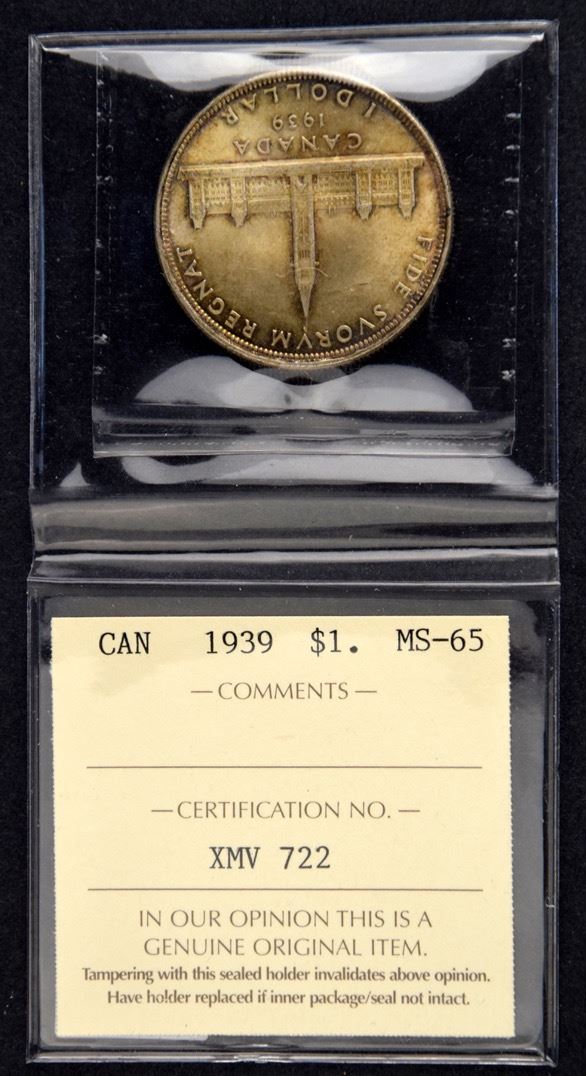 FIDE SVORVM REGNAT
CANADA
1939
1 DOLLAR
CAN 1939 $1. MS-65
— COMMENTS —
— CERTIFICATION NO. —
XMV 722
IN OUR OPINION THIS IS A
GENUINE ORIGINAL ITEM.
Tampering with this sealed holder invalidates above opinion.
Have holder replaced if inner package/seal not intact.